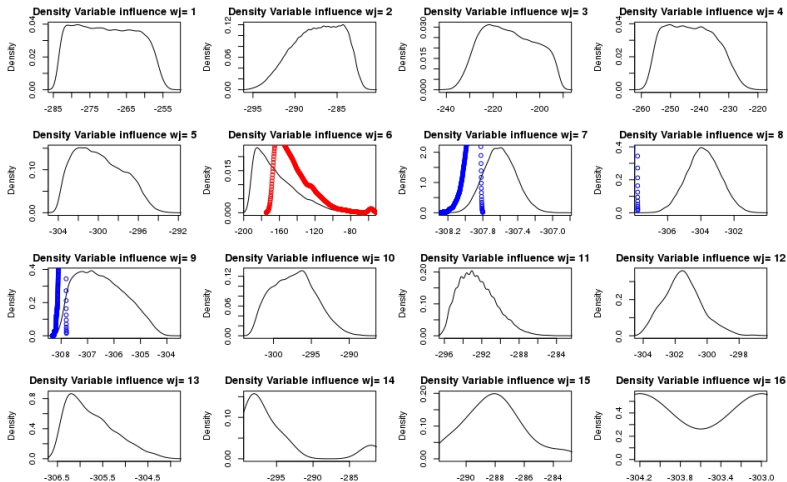 Density Variable influence wj= 1
Density Variable influence wj= 2
Density Variable influence wj= 3
Density Variable influence wj= 4
Density
0.00 0.02 0.04
-285 -275 -265 -255
Density
0.00 0.06 0.12
-295 -290 -285
Density
0.000 0.015 0.030
-240 -220 -200
Density
0.00 0.02 0.04
-260 -250 -240 -230 -220
Density Variable influence wj= 5
Density Variable influence wj= 6
Density Variable influence wj= 7
Density Variable influence wj= 8
Density
0.00 0.10
-304 -300 -296 -292
Density
0.000 0.015
-200 -160 -120 -80
Density
0.0 1.0 2.0
-308.2 -307.8 -307.4 -307.0
Density
0.0 0.2 0.4
-306 -304 -302
Density Variable influence wj= 9
Density Variable influence wj= 10
Density Variable influence wj= 11
Density Variable influence wj= 12
Density
0.0 0.2 0.4
-308 -307 -306 -305 -304
Density
0.00 0.06 0.12
-300 -295 -290
Density
0.00 0.10 0.20
-296 -292 -288 -284
Density
0.0 0.2
-304 -302 -300 -298
Density Variable influence wj= 13
Density Variable influence wj= 14
Density Variable influence wj= 15
Density Variable influence wj= 16
Density
0.0 0.4 0.8
-306.5 -305.5 -304.5
Density
0.00 0.10
-295 -290 -285
Density
0.00 0.10 0.20
-290 -288 -286 -284
Density
0.0 0.2 0.4
-304.2 -303.8 -303.4 -303.0